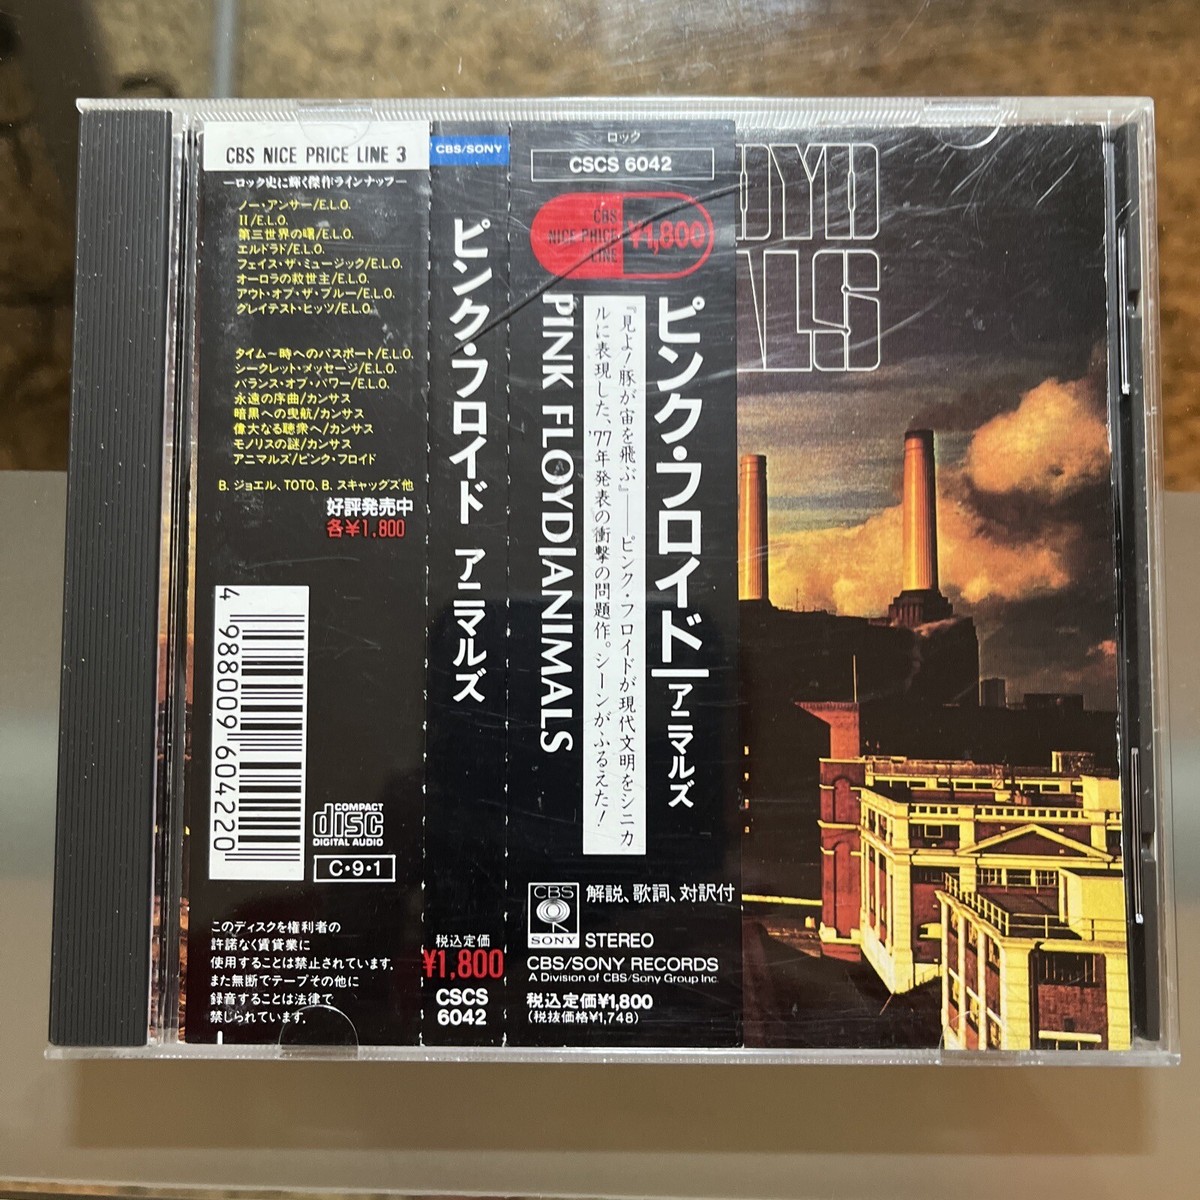 CBS NICE PRICE LINE 3
—ロック史に輝く傑作ラインナップ—
ノー・アンサー/E.L.O.
II/E.L.O.
第三世界の曙/E.L.O.
エルドラド/E.L.O.
フェイス・ザ・ミュージック/E.L.O.
オーロラの救世主/E.L.O.
アウト・オブ・ザ・ブルー/E.L.O.
グレイテスト・ヒッツ/E.L.O.
タイム〜時へのパスポート/E.L.O.
シークレット・メッセージ/E.L.O.
バランス・オブ・パワー/E.L.O.
永遠の序曲/カンサス
暗黒への曳航/カンサス
偉大なる聴衆へ/カンサス
モノリスの謎/カンサス
アニマルズ/ピンク・フロイド
B. ジョエル、TOTO、B. スキャッグズ他
好評発売中
各¥1,800
4 988009 604220
COMPACT
disc
DIGITAL AUDIO
C・9・1
このディスクを権利者の
許諾なく賃貸業に
使用することは禁止されています。
また無断でテープその他に
録音することは法律で
禁じられています。
CBS/SONY
ピンク・フロイド アニマルズ
税込定価
¥1,800
CSCS
6042
ロック
CSCS 6042
CBS
NICE PRICE
LINE
¥1,800
ピンク・フロイド|アニマルズ
『見よ!豚が宙を飛ぶ』——ピンク・フロイドが現代文明をシニカ
ルに表現した、'77年発表の衝撃の問題作。シーンがふるえた!
PINK FLOYD|ANIMALS
CBS
SONY
解説、歌詞、対訳付
STEREO
CBS/SONY RECORDS
A Division of CBS/Sony Group Inc.
税込定価¥1,800
(税抜価格¥1,748)
OYD
ALS